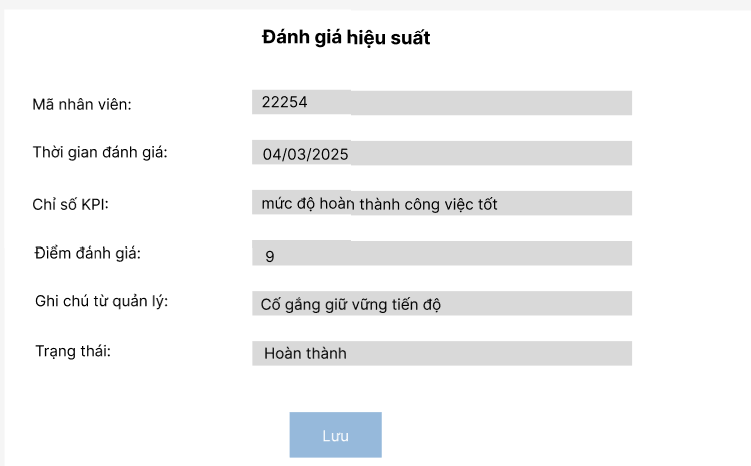 Đánh giá hiệu suất
Mã nhân viên: 22254
Thời gian đánh giá: 04/03/2025
Chỉ số KPI: mức độ hoàn thành công việc tốt
Điểm đánh giá: 9
Ghi chú từ quản lý: Cố gắng giữ vững tiến độ
Trạng thái: Hoàn thành
Lưu